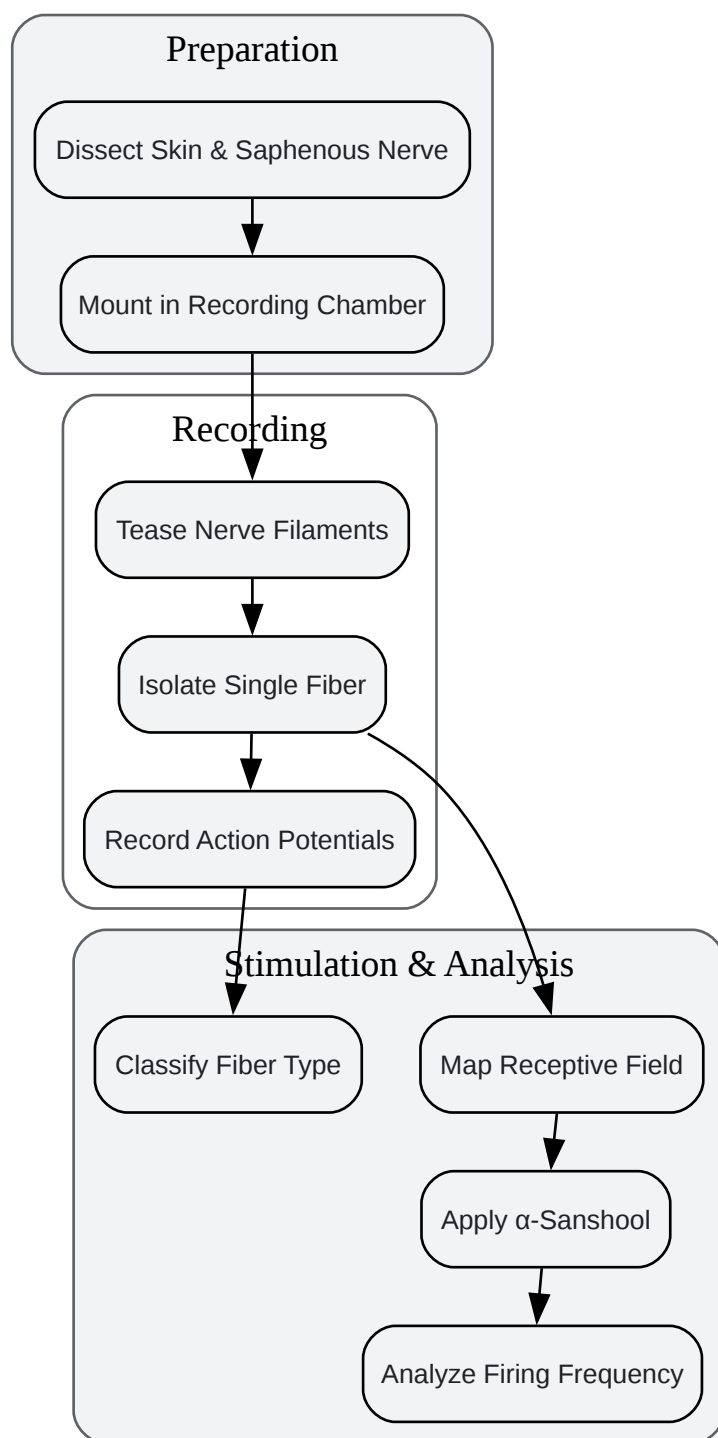 Preparation
Dissect Skin & Saphenous Nerve
Mount in Recording Chamber
Recording
Tease Nerve Filaments
Isolate Single Fiber
Record Action Potentials
Stimulation & Analysis
Classify Fiber Type
Map Receptive Field
Apply α-Sanshool
Analyze Firing Frequency